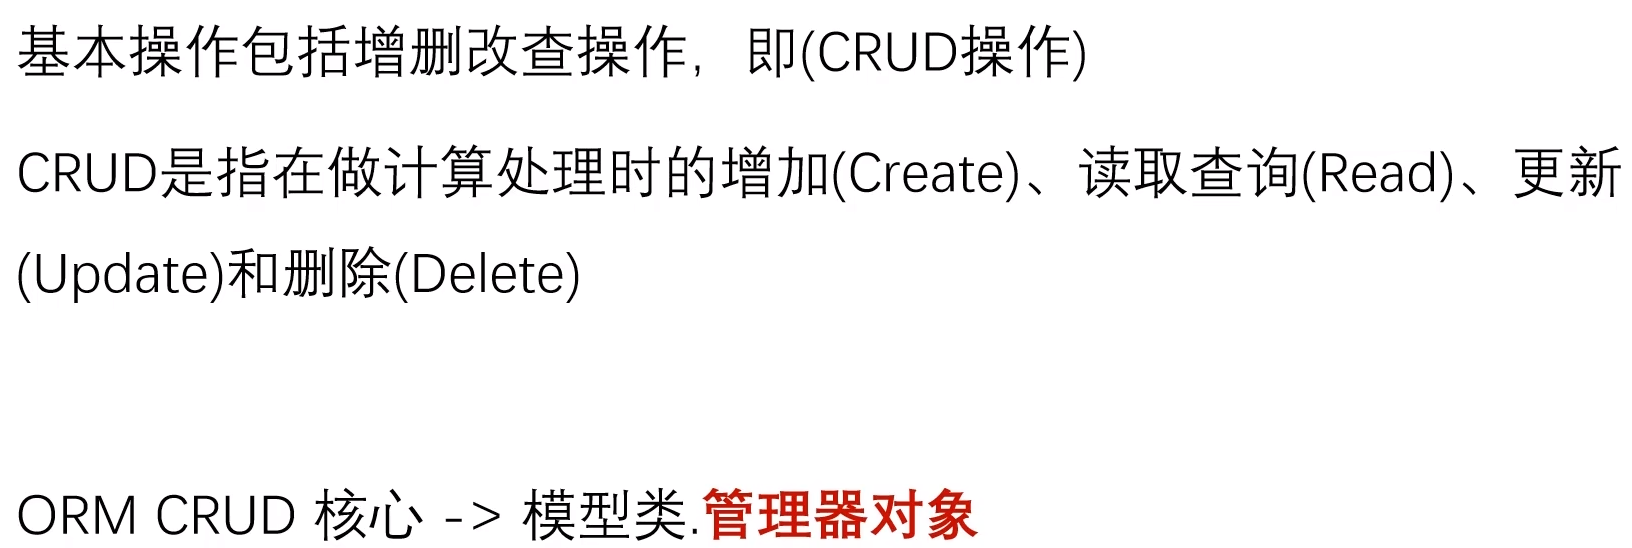 基本操作包括增删改查操作，即(CRUD操作)
CRUD是指在做计算处理时的增加(Create)、读取查询(Read)、更新
(Update)和删除(Delete)
ORM CRUD 核心 -> 模型类.管理器对象